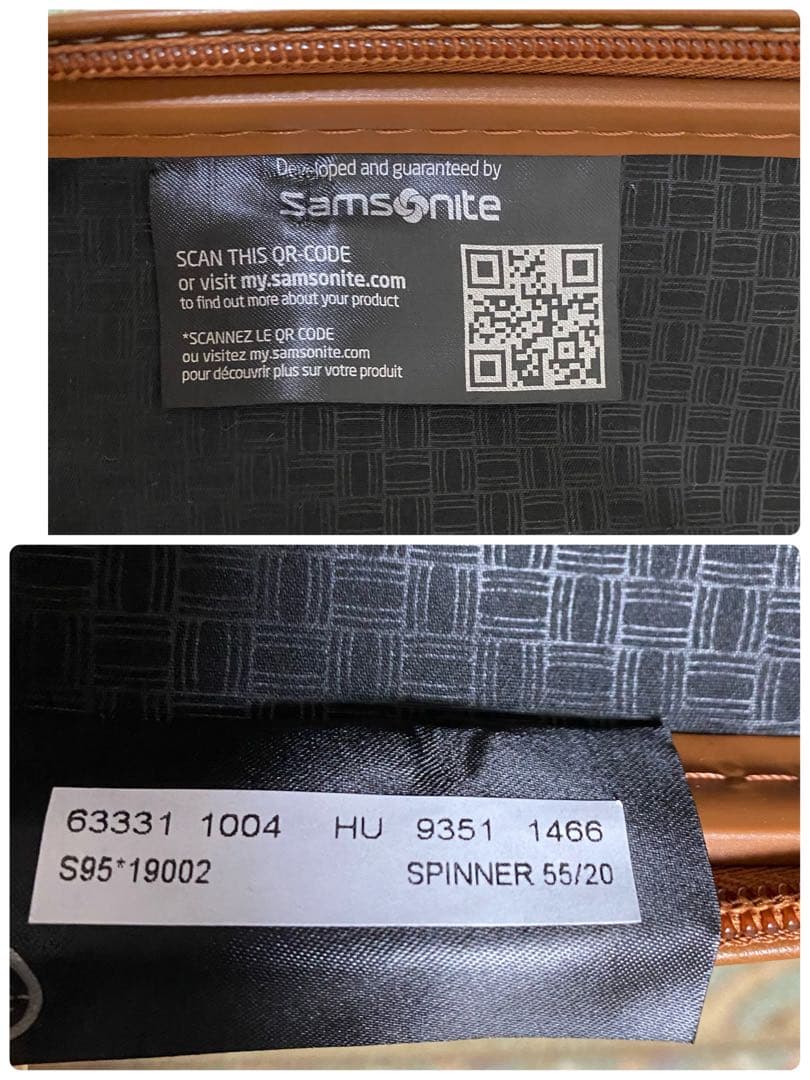 Developed and guaranteed by
Samsonite
SCAN THIS QR-CODE
or visit my.samsonite.com
to find out more about your product
*SCANNEZ LE QR CODE
ou visitez my.samsonite.com
pour découvrir plus sur votre produit
63331 1004 HU 9351 1466
S95*19002 SPINNER 55/20